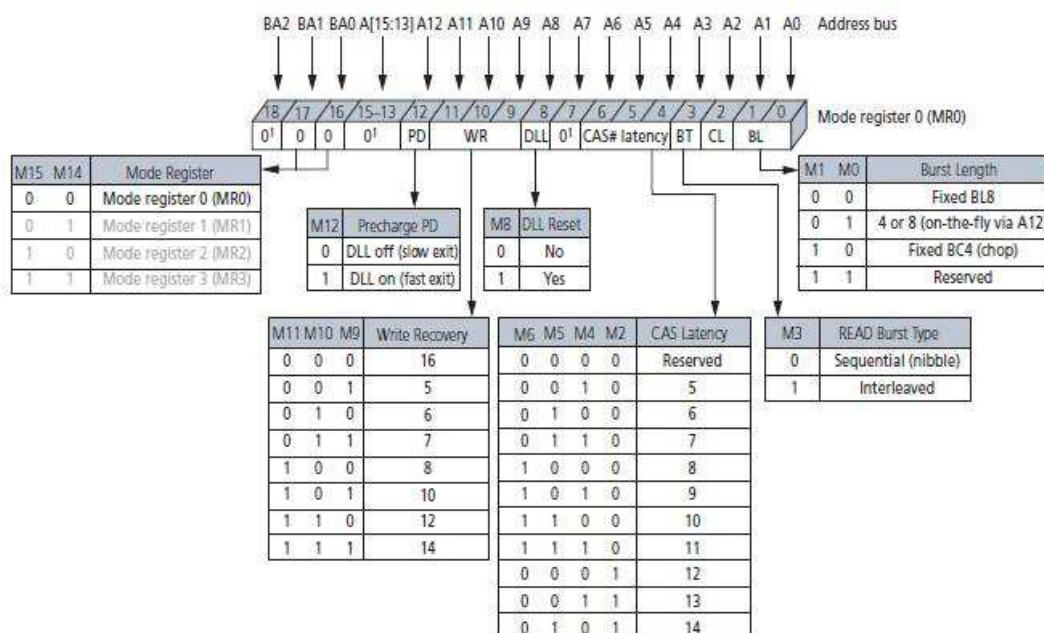 BA2 BA1 BA0 A[15:13] A12 A11 A10 A9 A8 A7 A6 A5 A4 A3 A2 A1 A0 Address bus
18 17 16 15–13 12 11 10 9 8 7 6 5 4 3 2 1 0
Mode register 0 (MR0)
0¹ 0 0 0¹ PD WR DLL 0¹ CAS# latency BT CL BL
M15 M14 Mode Register
0 0 Mode register 0 (MR0)
0 1 Mode register 1 (MR1)
1 0 Mode register 2 (MR2)
1 1 Mode register 3 (MR3)
M12 Precharge PD
0 DLL off (slow exit)
1 DLL on (fast exit)
M8 DLL Reset
0 No
1 Yes
M1 M0 Burst Length
0 0 Fixed BL8
0 1 4 or 8 (on-the-fly via A12)
1 0 Fixed BC4 (chop)
1 1 Reserved
M11 M10 M9 Write Recovery
0 0 0 16
0 0 1 5
0 1 0 6
0 1 1 7
1 0 0 8
1 0 1 10
1 1 0 12
1 1 1 14
M6 M5 M4 M2 CAS Latency
0 0 0 0 Reserved
0 0 1 0 5
0 1 0 0 6
0 1 1 0 7
1 0 0 0 8
1 0 1 0 9
1 1 0 0 10
1 1 1 0 11
0 0 0 1 12
0 0 1 1 13
0 1 0 1 14
M3 READ Burst Type
0 Sequential (nibble)
1 Interleaved